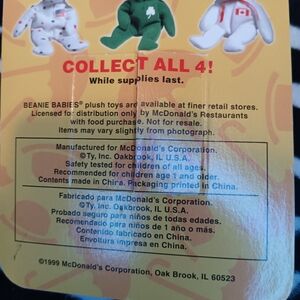 COLLECT ALL 4!
While supplies last.
BEANIE BABIES® plush toys are available at finer retail stores.
Licensed for distribution only by McDonald's Restaurants
with food purchase. Not for resale.
Items may vary slightly from photograph.
Manufactured for McDonald's Corporation.
©Ty, Inc. Oakbrook, IL U.S.A.
Safety tested for children of all ages.
Recommended for children age 1 and older.
Contents made in China. Packaging printed in China.
Fabricado para McDonald's Corporation.
©Ty, Inc. Oakbrook, IL U.S.A.
Probado seguro para niños de todas edades.
Recomendado para niños de 1 año o más.
Contenido fabricado en China.
Envoltura impresa en China.
©1999 McDonald's Corporation, Oak Brook, IL 60523